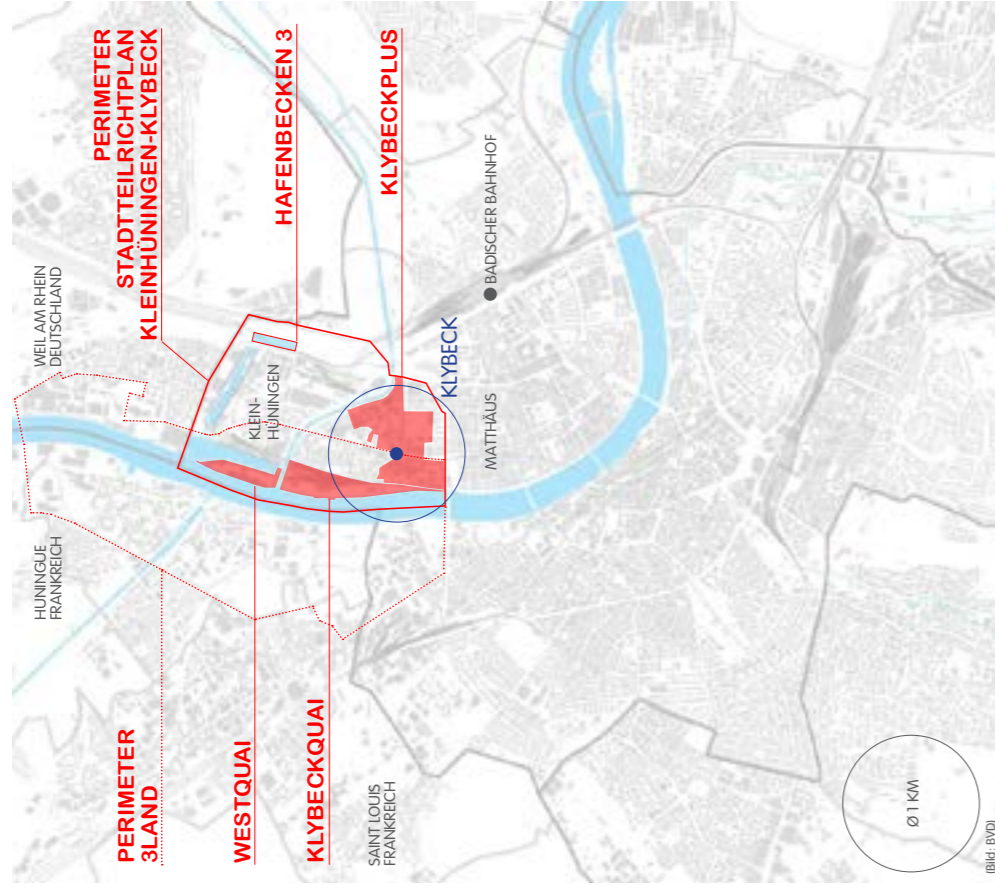 PERIMETER
STADTTEILRICHTPLAN
KLEINHÜNINGEN-KLYBECK
HAFENBECKEN 3
KLYBECKPLUS
WEIL AM RHEIN
DEUTSCHLAND
BADISCHER BAHNHOF
KLEIN-
HÜNINGEN
KLYBECK
MATTHÄUS
HUNINGUE
FRANKREICH
PERIMETER
3LAND
WESTQUAI
KLYBECKQUAI
SAINT LOUIS
FRANKREICH
Ø 1 KM
(Bild: BVD)